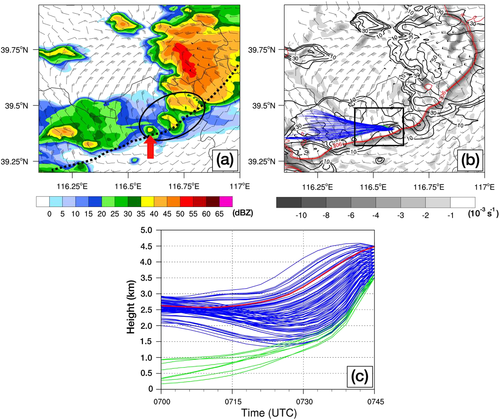 39.75°N
39.5°N
39.25°N
(a)
116.25°E 116.5°E 116.75°E 117°E
0 5 10 15 20 25 30 35 40 45 50 55 60 65
(dBZ)
39.75°N
39.5°N
39.25°N
(b)
116.25°E 116.5°E 116.75°E 117°E
-10 -8 -6 -4 -3 -2 -1 (10⁻³ s⁻¹)
5.0
4.5
4.0
3.5
3.0
2.5
2.0
1.5
1.0
0.5
0
Height (km)
(c)
0700 0715 0730 0745
Time (UTC)